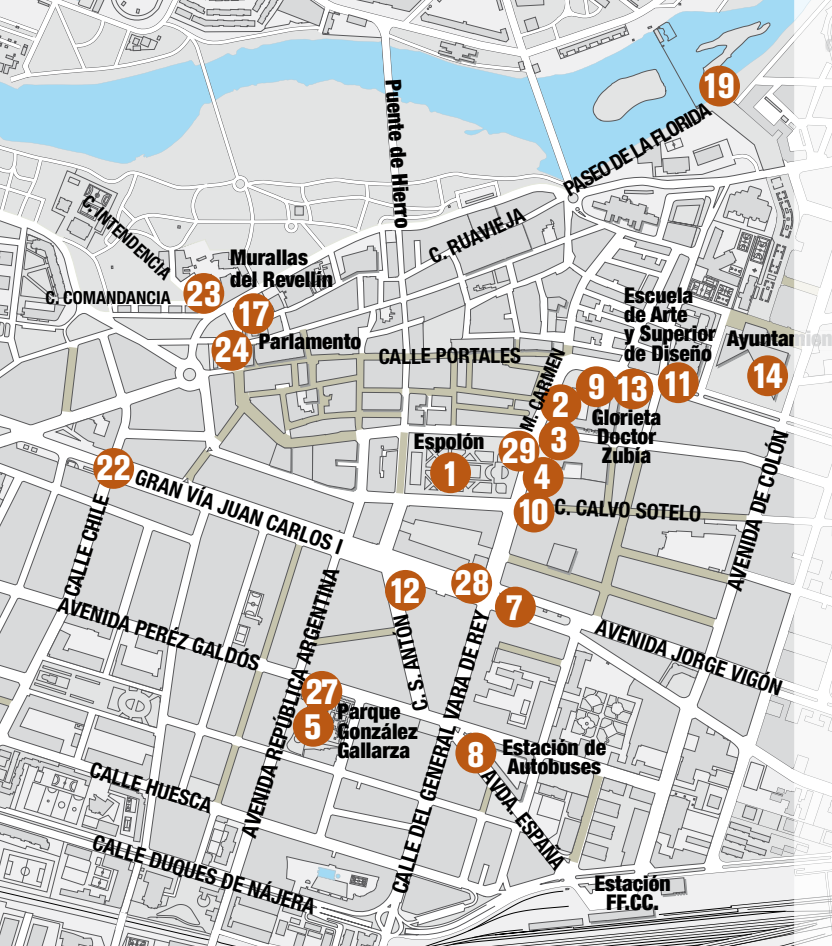 19
PASEO DE LA FLORIDA
Puente de Hierro
C. INTENDENCIA
C. RUAVIEJA
Murallas
del Revellín
C. COMANDANCIA
23
17
24
Parlamento
CALLE PORTALES
Escuela
de Arte
y Superior
de Diseño
Ayuntamien
M. CARMEN
9
13
11
14
2
Glorieta
Doctor
Zubía
Espolón
29
3
1
4
10
C. CALVO SOTELO
22
GRAN VÍA JUAN CARLOS I
CALLE CHILE
AVENIDA DE COLÓN
12
28
7
AVENIDA PERÉZ GALDÓS
AVENIDA REPÚBLICA ARGENTINA
C.S. ANTÓN
CALLE DEL GENERAL VARA DE REY
AVENIDA JORGE VIGÓN
27
5
Parque
González
Gallarza
8
Estación de
Autobuses
AVDA. ESPAÑA
CALLE HUESCA
CALLE DUQUES DE NÁJERA
Estación
FF.CC.